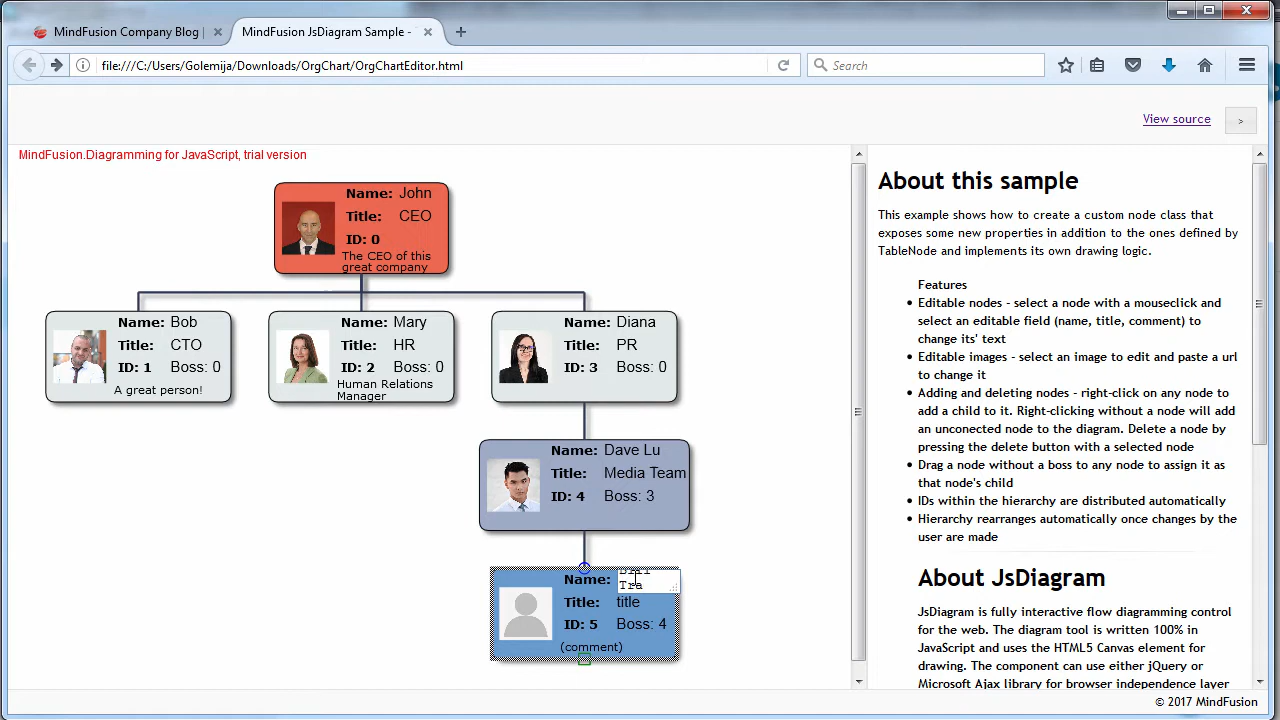 MindFusion Company Blog |
MindFusion JsDiagram Sample -
file:///C:/Users/Golemija/Downloads/OrgChart/OrgChartEditor.html
Search
View source
>
MindFusion.Diagramming for JavaScript, trial version
Name: John
Title: CEO
ID: 0
The CEO of this
great company
Name: Bob
Title: CTO
ID: 1 Boss: 0
A great person!
Name: Mary
Title: HR
ID: 2 Boss: 0
Human Relations
Manager
Name: Diana
Title: PR
ID: 3 Boss: 0
Name: Dave Lu
Title: Media Team
ID: 4 Boss: 3
Name:
Tra
Title: title
ID: 5 Boss: 4
(comment)
About this sample
This example shows how to create a custom node class that
exposes some new properties in addition to the ones defined by
TableNode and implements its own drawing logic.
Features
• Editable nodes - select a node with a mouseclick and
select an editable field (name, title, comment) to
change its' text
• Editable images - select an image to edit and paste a url
to change it
• Adding and deleting nodes - right-click on any node to
add a child to it. Right-clicking without a node will add
an unconected node to the diagram. Delete a node by
pressing the delete button with a selected node
• Drag a node without a boss to any node to assign it as
that node's child
• IDs within the hierarchy are distributed automatically
• Hierarchy rearranges automatically once changes by the
user are made
About JsDiagram
JsDiagram is fully interactive flow diagramming control
for the web. The diagram tool is written 100% in
JavaScript and uses the HTML5 Canvas element for
drawing. The component can use either jQuery or
Microsoft Ajax library for browser independence layer
© 2017 MindFusion